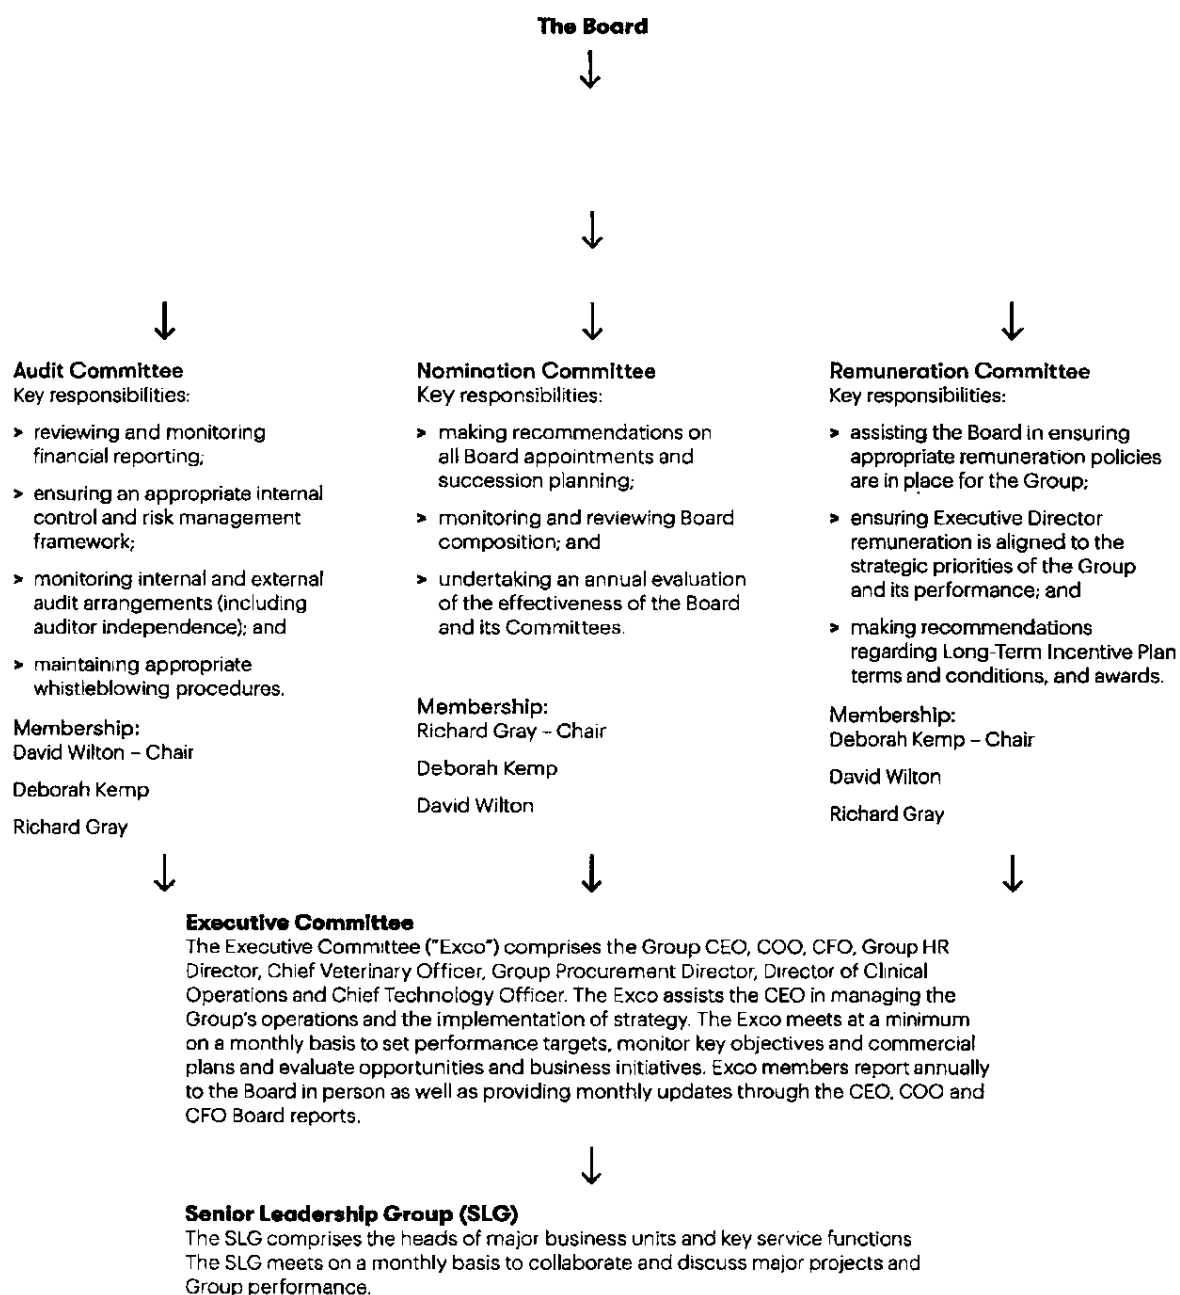 The Board
Audit Committee
Key responsibilities:
> reviewing and monitoring
financial reporting;
> ensuring an appropriate internal
control and risk management
framework;
> monitoring internal and external
audit arrangements (including
auditor independence); and
> maintaining appropriate
whistleblowing procedures.
Membership:
David Wilton – Chair
Deborah Kemp
Richard Gray
Nomination Committee
Key responsibilities:
> making recommendations on
all Board appointments and
succession planning;
> monitoring and reviewing Board
composition; and
> undertaking an annual evaluation
of the effectiveness of the Board
and its Committees.
Membership:
Richard Gray – Chair
Deborah Kemp
David Wilton
Remuneration Committee
Key responsibilities:
> assisting the Board in ensuring
appropriate remuneration policies
are in place for the Group;
> ensuring Executive Director
remuneration is aligned to the
strategic priorities of the Group
and its performance; and
> making recommendations
regarding Long-Term Incentive Plan
terms and conditions, and awards.
Membership:
Deborah Kemp – Chair
David Wilton
Richard Gray
Executive Committee
The Executive Committee ("Exco") comprises the Group CEO, COO, CFO, Group HR
Director, Chief Veterinary Officer, Group Procurement Director, Director of Clinical
Operations and Chief Technology Officer. The Exco assists the CEO in managing the
Group's operations and the implementation of strategy. The Exco meets at a minimum
on a monthly basis to set performance targets, monitor key objectives and commercial
plans and evaluate opportunities and business initiatives. Exco members report annually
to the Board in person as well as providing monthly updates through the CEO, COO and
CFO Board reports.
Senior Leadership Group (SLG)
The SLG comprises the heads of major business units and key service functions
The SLG meets on a monthly basis to collaborate and discuss major projects and
Group performance.